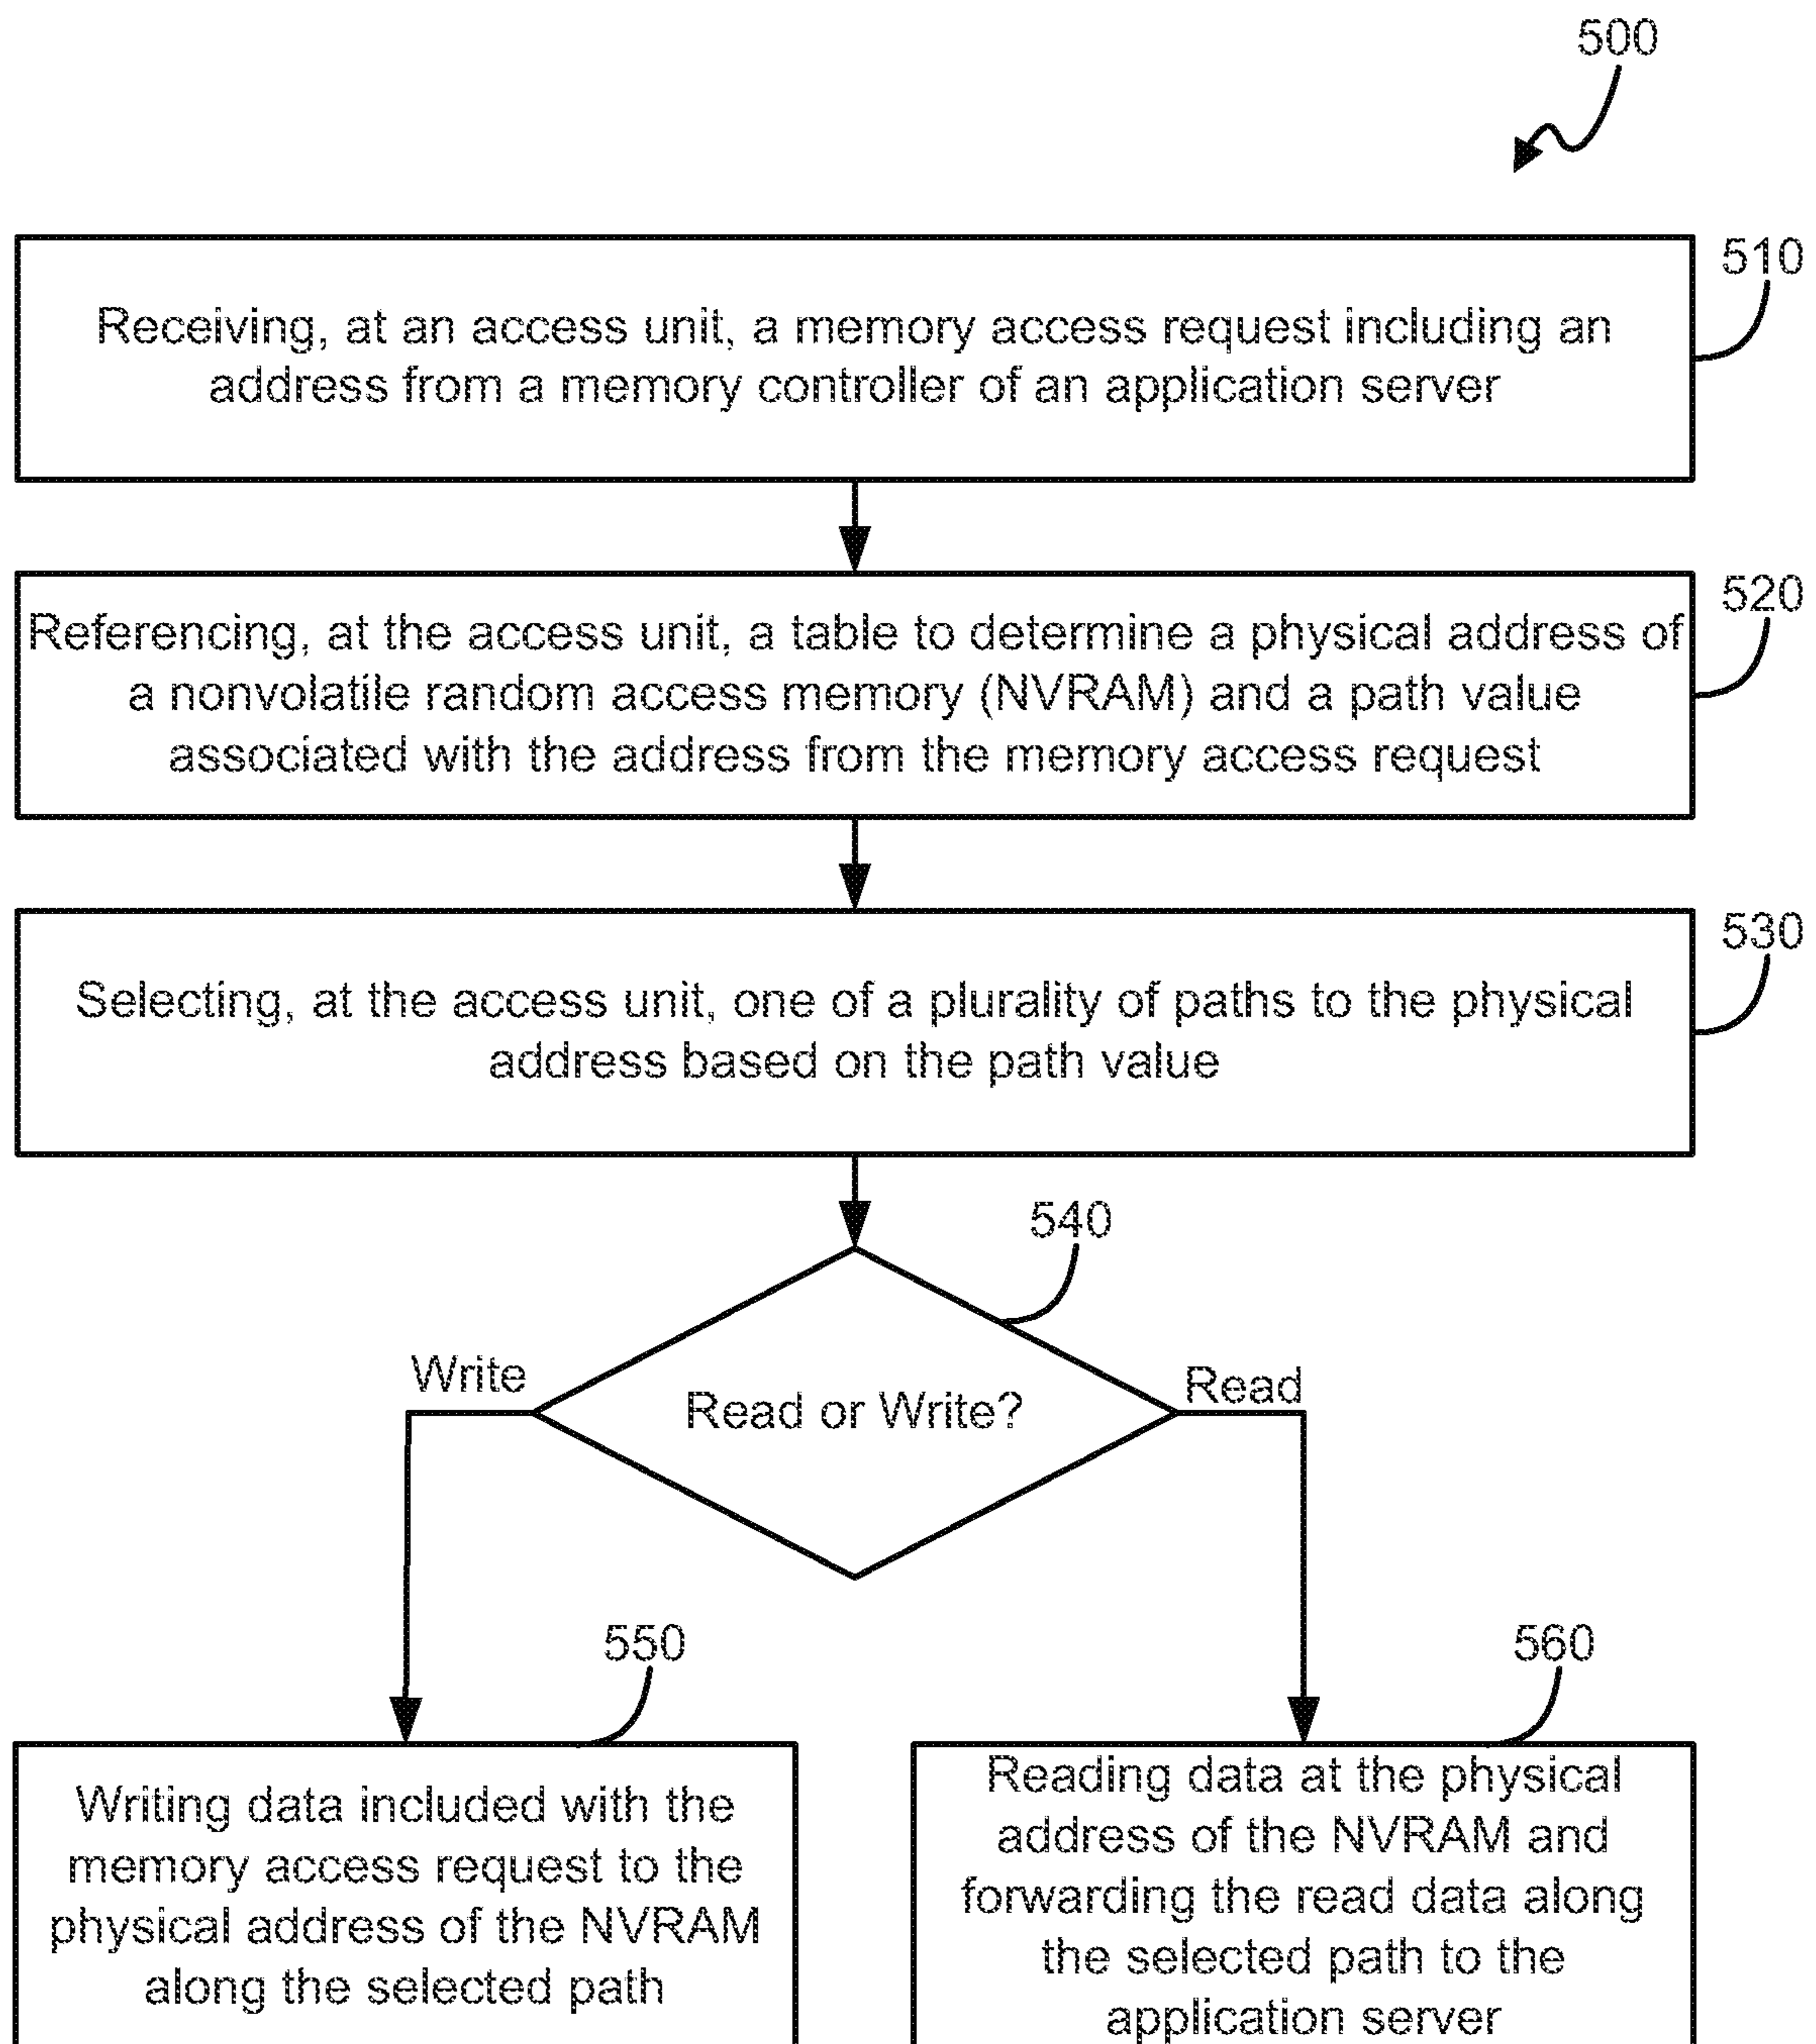 500
510
Receiving, at an access unit, a memory access request including an
address from a memory controller of an application server
520
Referencing, at the access unit, a table to determine a physical address of
a nonvolatile random access memory (NVRAM) and a path value
associated with the address from the memory access request
530
Selecting, at the access unit, one of a plurality of paths to the physical
address based on the path value
540
Write
Read or Write?
Read
550
560
Writing data included with the
memory access request to the
physical address of the NVRAM
along the selected path
Reading data at the physical
address of the NVRAM and
forwarding the read data along
the selected path to the
application server